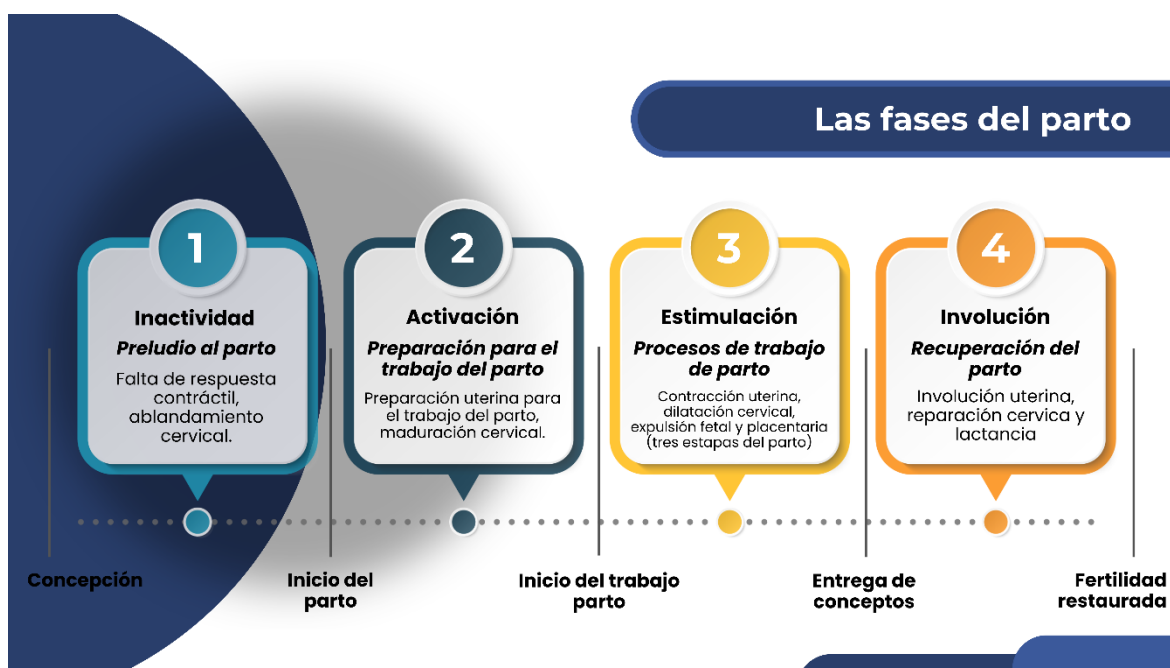 Las fases del parto
1
Inactividad
Preludio al parto
Falta de respuesta
contráctil,
ablandamiento
cervical.
2
Activación
Preparación para el
trabajo del parto
Preparación uterina para
el trabajo del parto,
maduración cervical.
3
Estimulación
Procesos de trabajo
de parto
Contracción uterina,
dilatación cervical,
expulsión fetal y placentaria
(tres estapas del parto)
4
Involución
Recuperación del
parto
Involución uterina,
reparación cervica y
lactancia
Concepción
Inicio del
parto
Inicio del trabajo
parto
Entrega de
conceptos
Fertilidad
restaurada